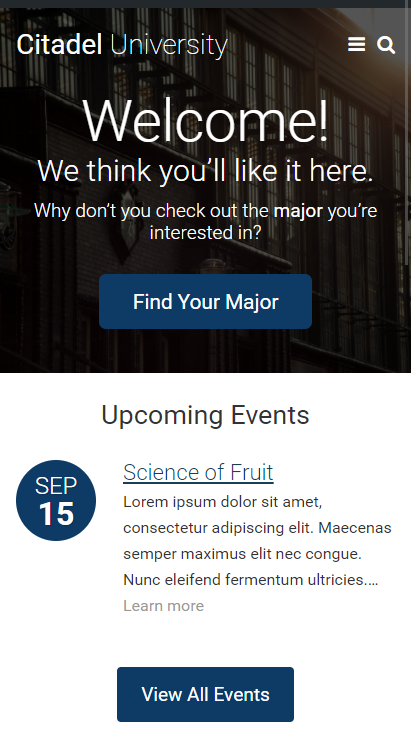 Citadel University
Welcome!
We think you'll like it here.
Why don't you check out the major you're
interested in?
Find Your Major
Upcoming Events
SEP
15
Science of Fruit
Lorem ipsum dolor sit amet,
consectetur adipiscing elit. Maecenas
semper maximus elit nec congue.
Nunc eleifend fermentum ultricies....
Learn more
View All Events